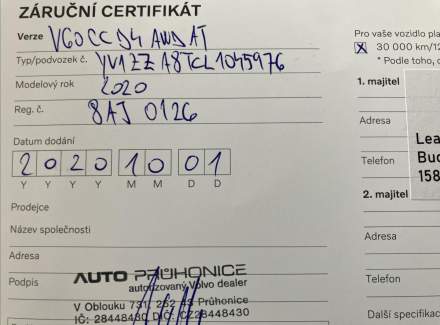 ZÁRUČNÍ CERTIFIKÁT
Verze V60CC D4 AWD AT
Typ/podvozek č. YV1ZZA8TCL1045976
Modelový rok 2020
Reg. č. 8AJ 0126
Datum dodání
2 0 2 0 1 0 0 1
Y Y Y Y M M D D
Prodejce
Název společnosti
Adresa
Podpis
AUTO PRŮHONICE
autorizovaný Volvo dealer
V Oblouku 731, 252 43 Průhonice
IČ: 28448430 DIČ: CZ28448430
Pro vaše vozidlo pla
X 30 000 km/12
* Podle toho, c
1. majitel
Adresa
Telefon
Lea
Bud
158
2. majitel
Adresa
Telefon
Další specifikac